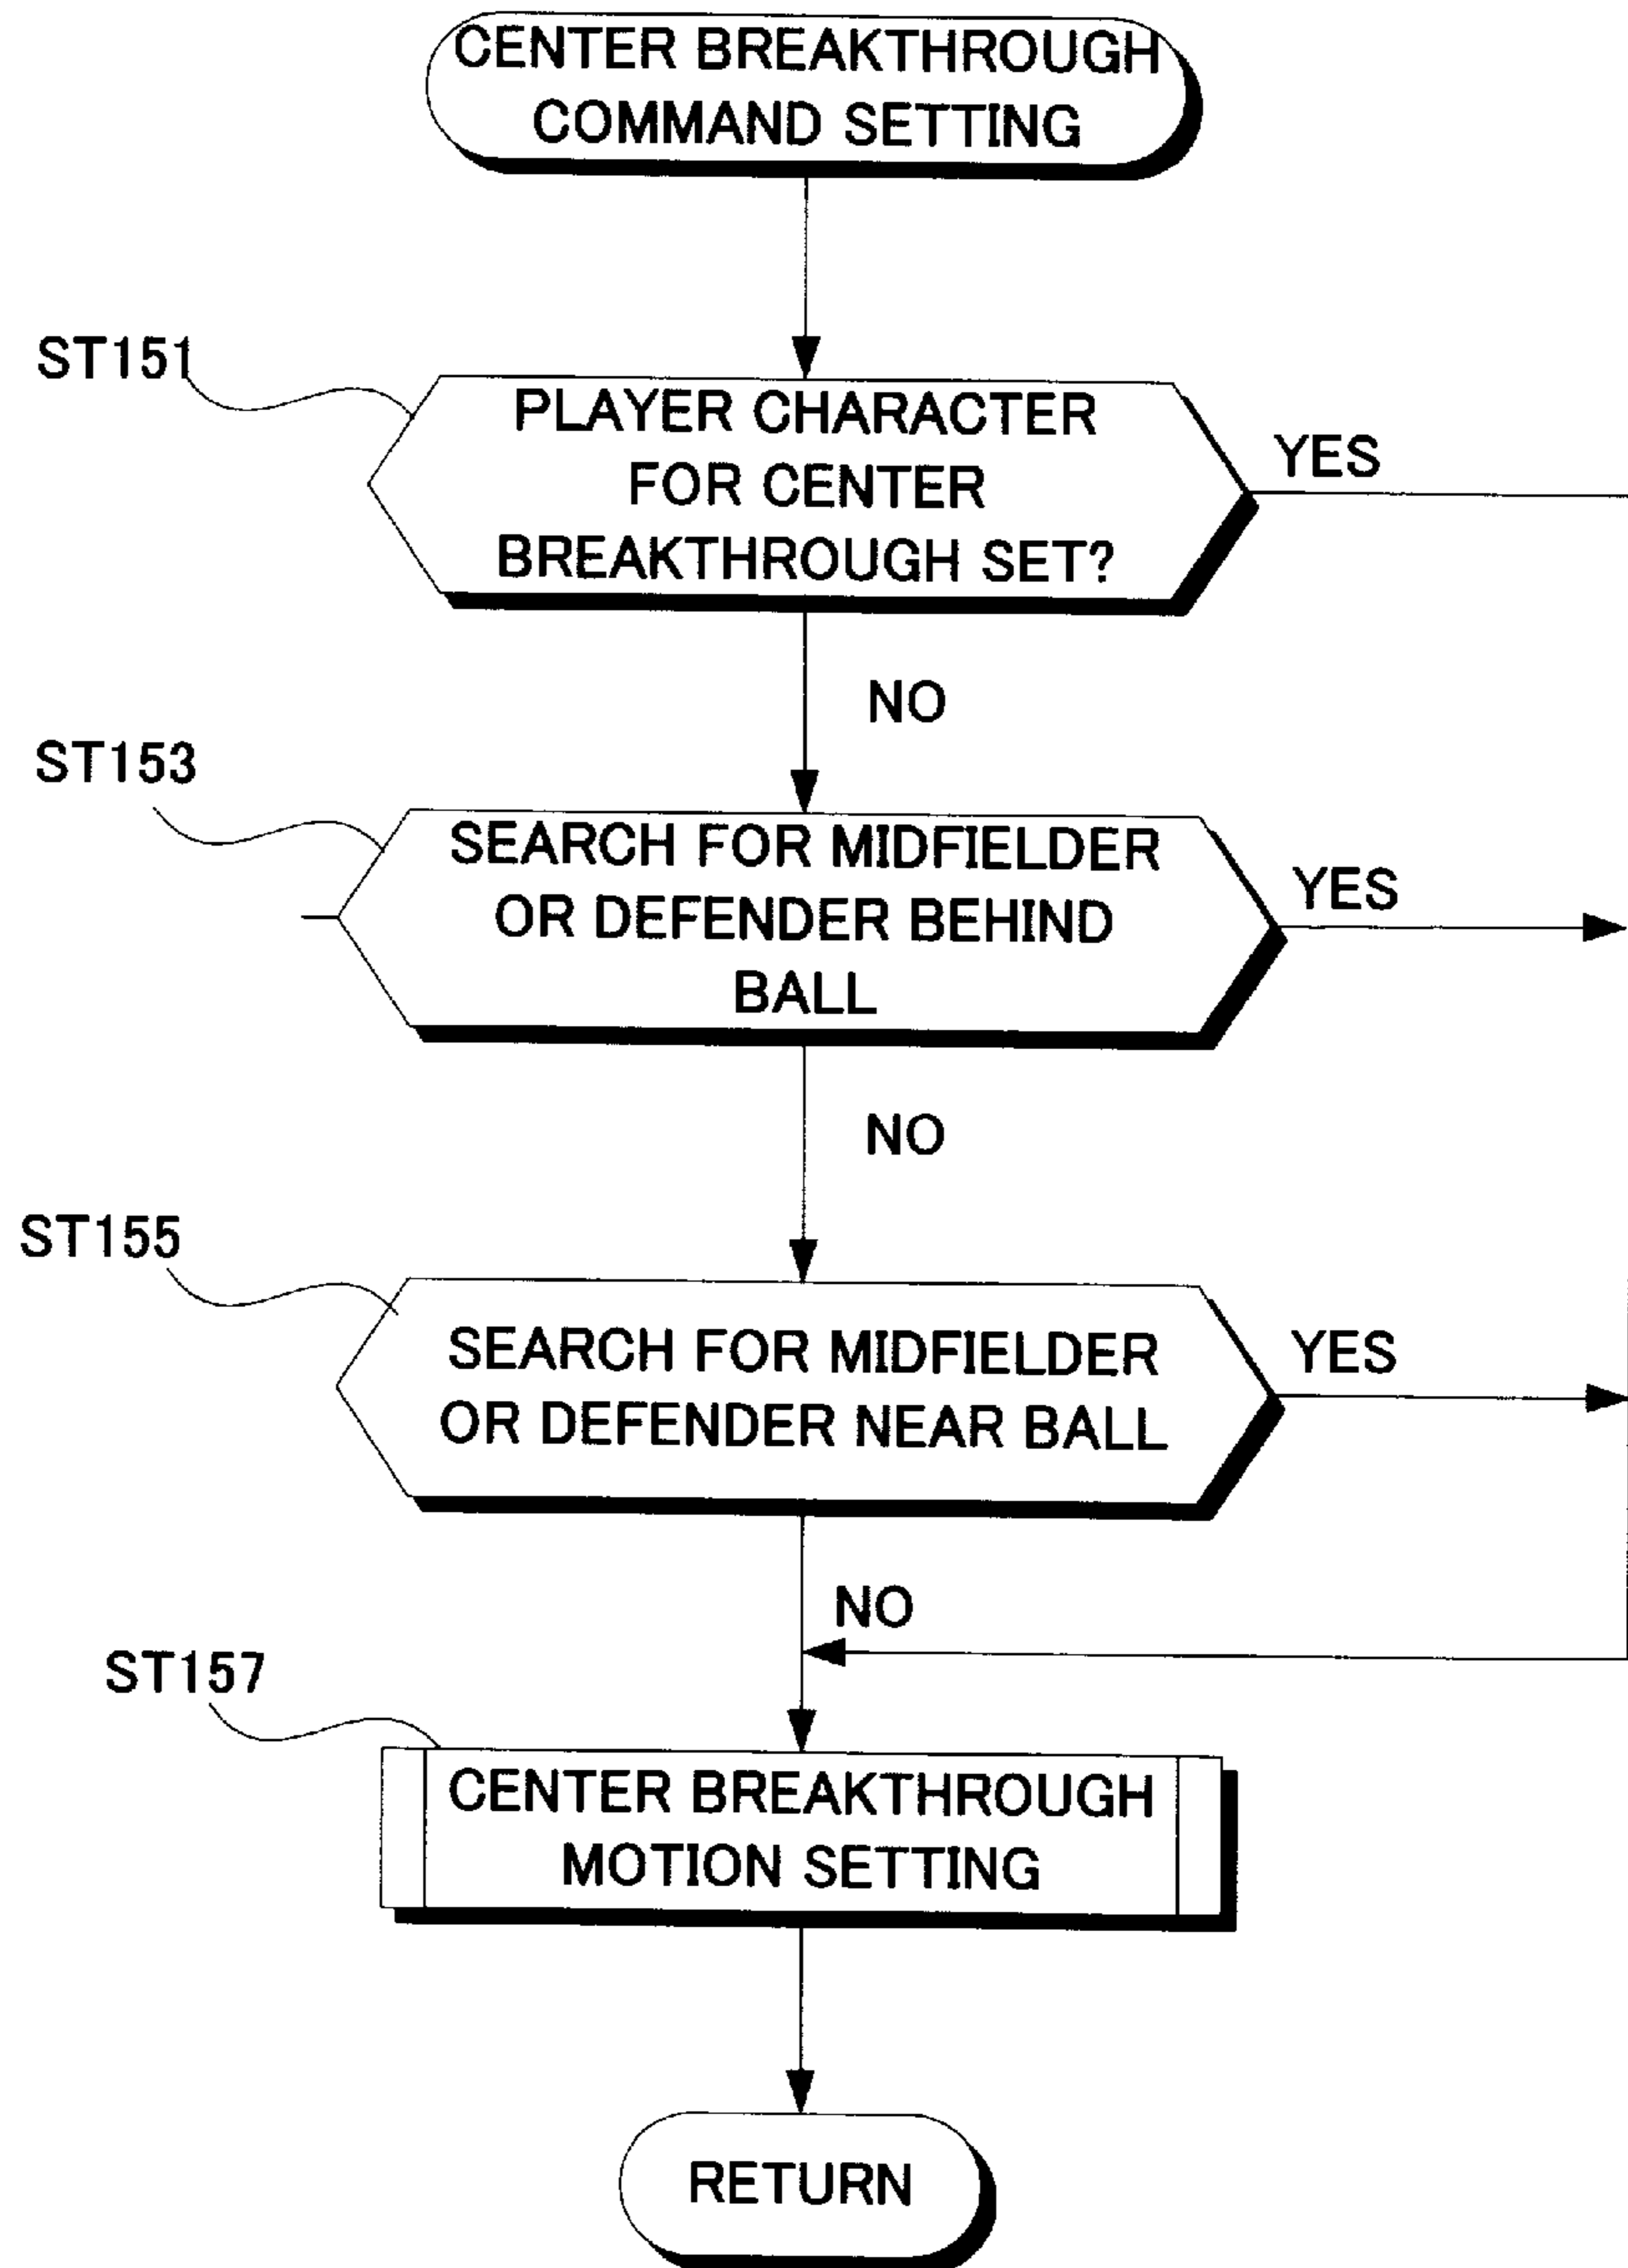 CENTER BREAKTHROUGH
COMMAND SETTING
ST151
PLAYER CHARACTER
FOR CENTER
BREAKTHROUGH SET?
YES
NO
ST153
SEARCH FOR MIDFIELDER
OR DEFENDER BEHIND
BALL
YES
NO
ST155
SEARCH FOR MIDFIELDER
OR DEFENDER NEAR BALL
YES
NO
ST157
CENTER BREAKTHROUGH
MOTION SETTING
RETURN